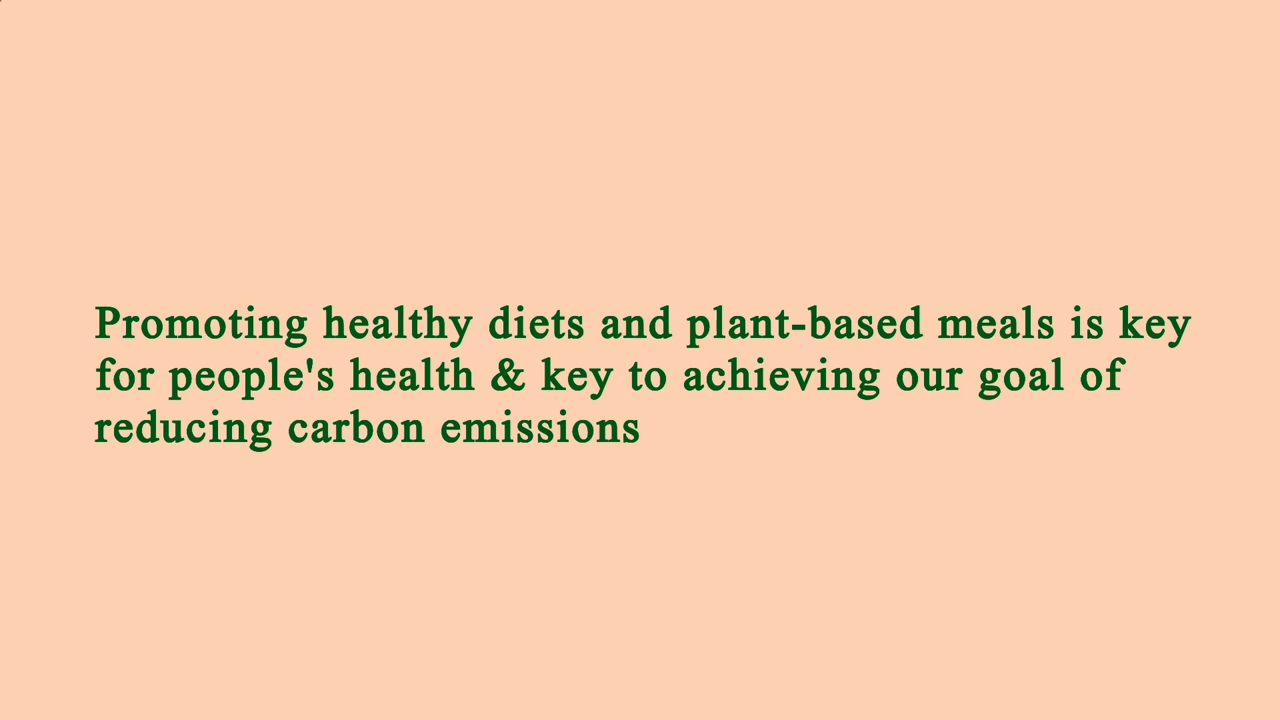 Promoting healthy diets and plant-based meals is key
for people's health & key to achieving our goal of
reducing carbon emissions